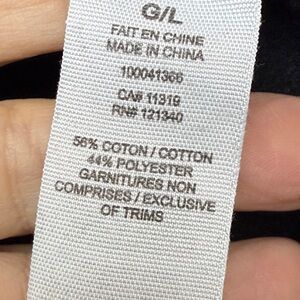 G/L
FAIT EN CHINE
MADE IN CHINA
100041366
CA# 11319
RN# 121340
56% COTON / COTTON
44% POLYESTER
GARNITURES NON
COMPRISES / EXCLUSIVE
OF TRIMS